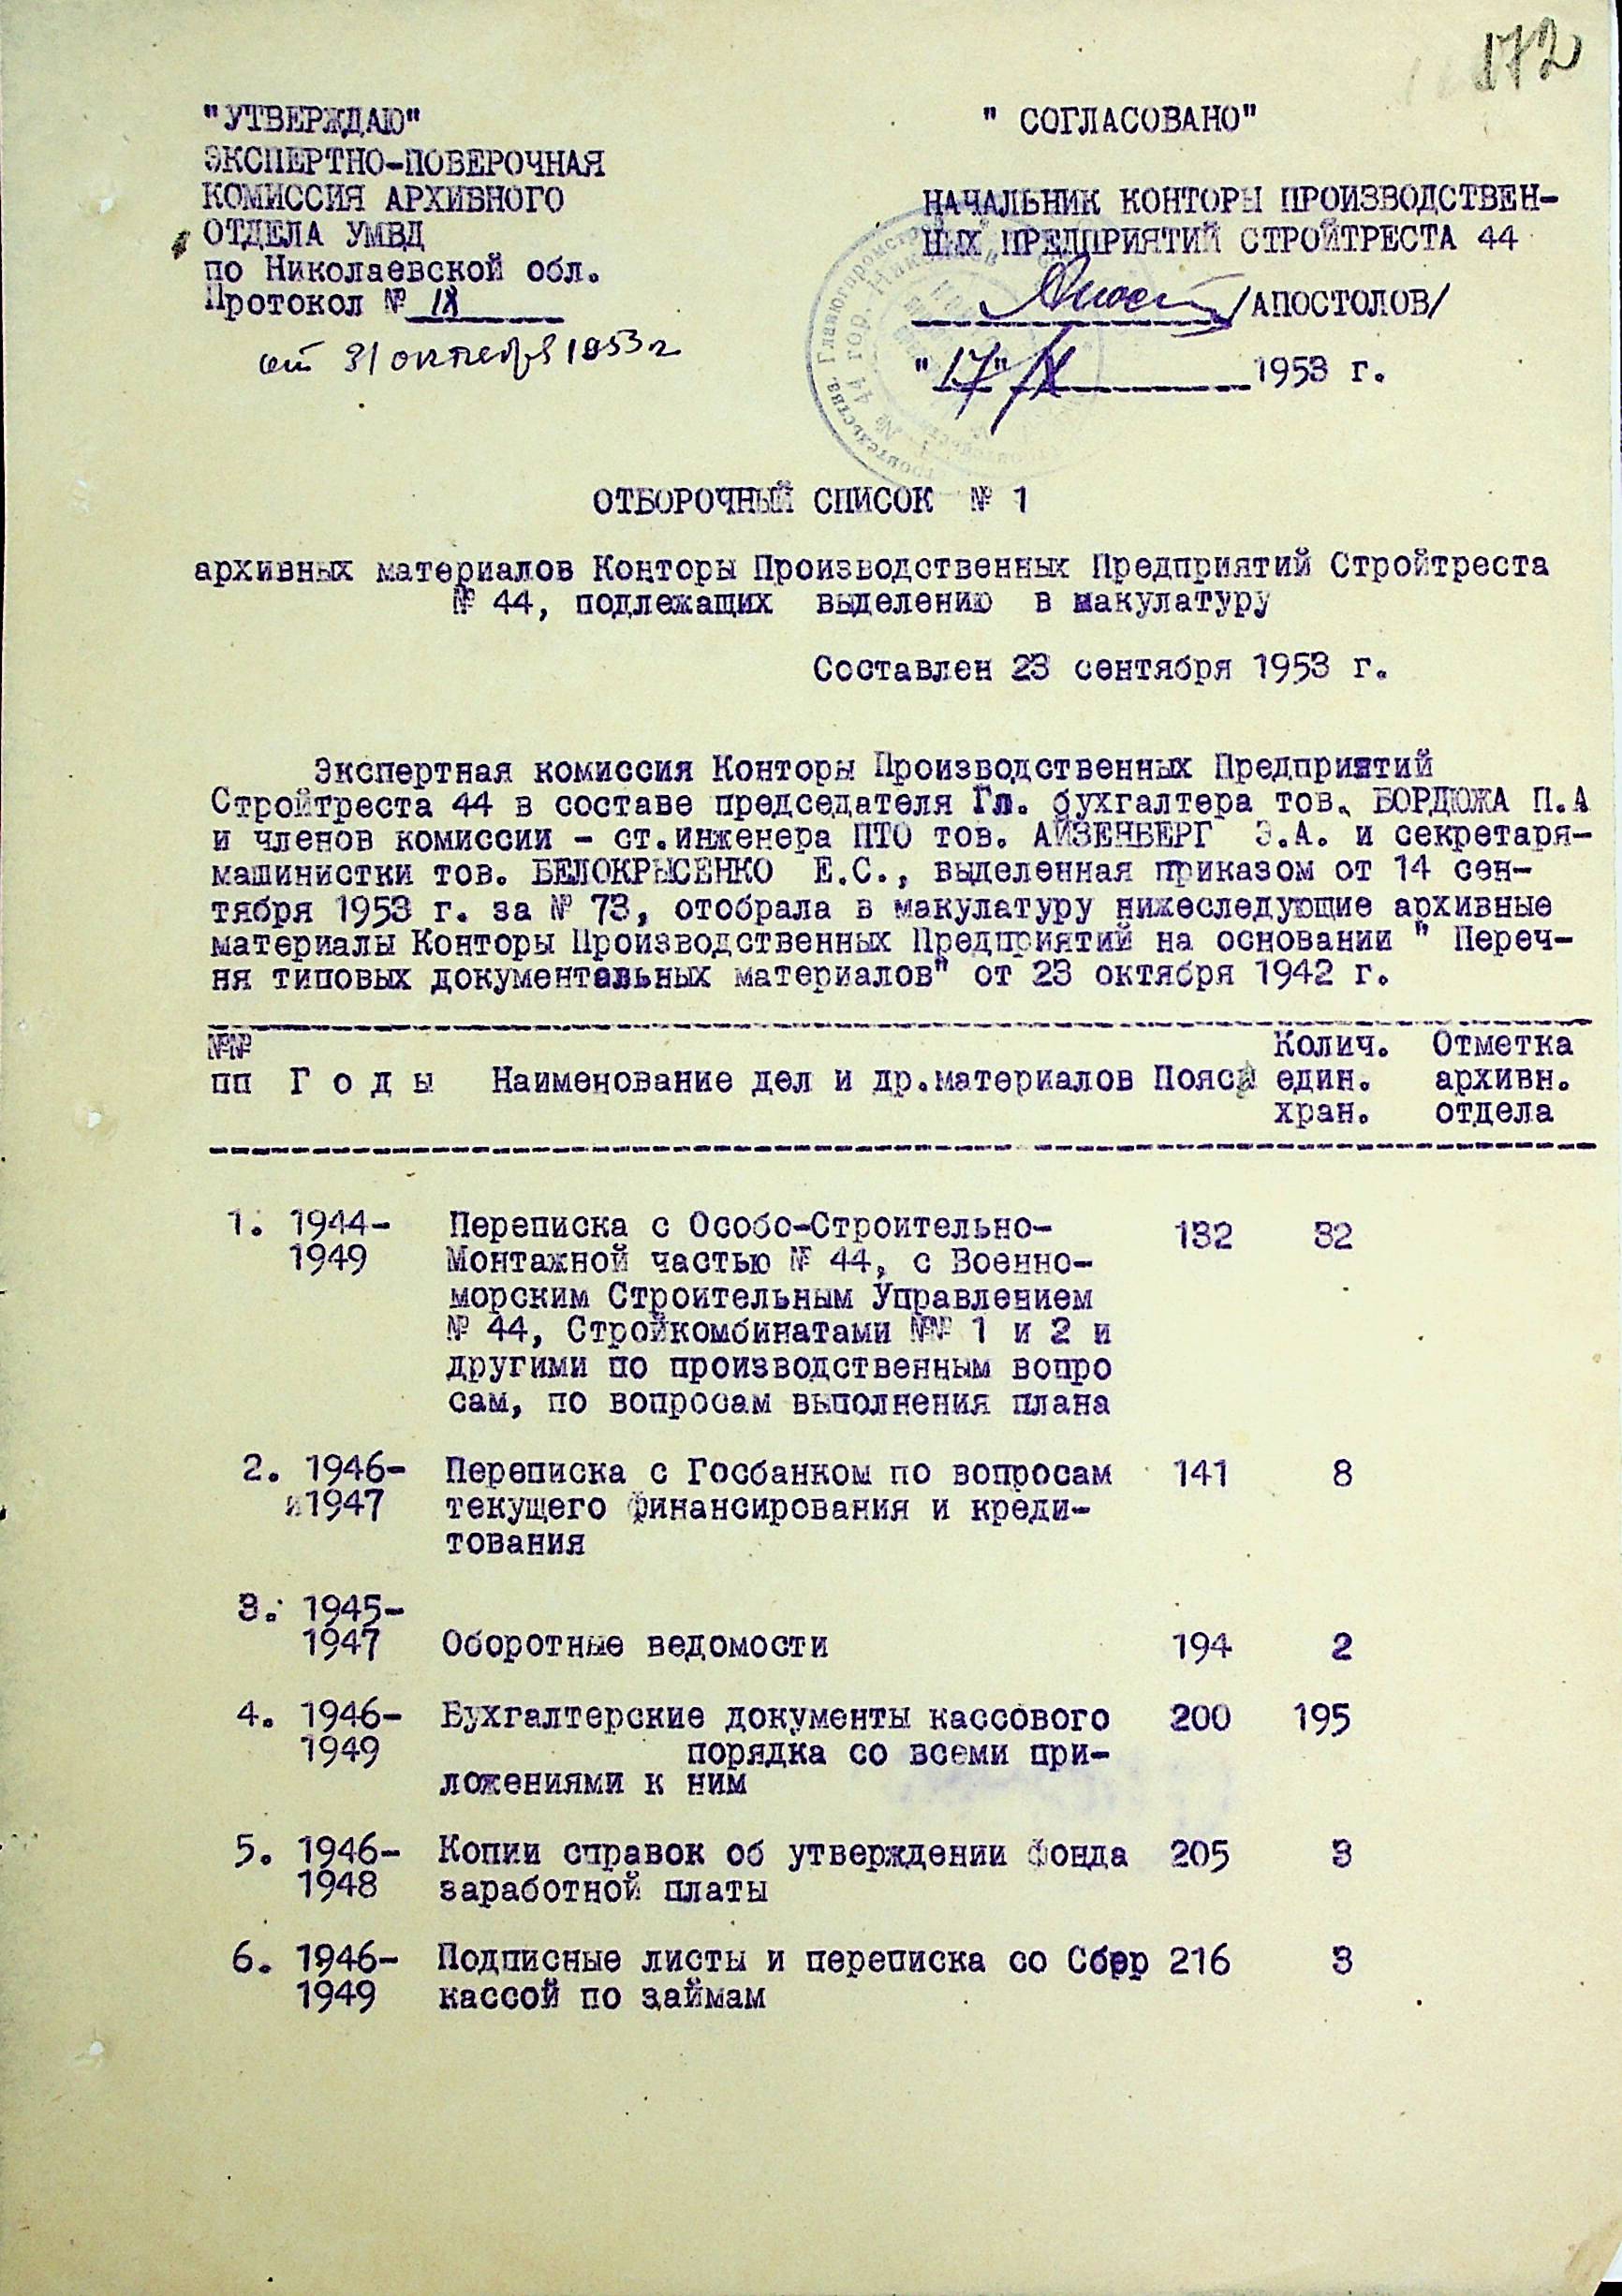 172
"УТВЕРЖДАЮ"
ЭКСПЕРТНО-ПОВЕРОЧНАЯ
КОМИССИЯ АРХИВНОГО
ОТДЕЛА УМВД
по Николаевской обл.
Протокол № IX
от 31 октября 1953 г
" СОГЛАСОВАНО"
НАЧАЛЬНИК КОНТОРЫ ПРОИЗВОДСТВЕН-
НЫХ ПРЕДПРИЯТИЙ СТРОЙТРЕСТА 44
/АПОСТОЛОВ/
"17" 1953 г.
ОТБОРОЧНЫЙ СПИСОК № 1
архивных материалов Конторы Производственных Предприятий Стройтреста
№ 44, подлежащих выделению в макулатуру
Составлен 23 сентября 1953 г.
Экспертная комиссия Конторы Производственных Предприятий
Стройтреста 44 в составе председателя Гл. бухгалтера тов. БОРДЮЖА П.А
и членов комиссии - ст.инженера ПТО тов. АЙЗЕНБЕРГ Э.А. и секретаря-
машинистки тов. БЕЛОКРЫСЕНКО Е.С., выделенная приказом от 14 сен-
тября 1953 г. за № 73, отобрала в макулатуру нижеследующие архивные
материалы Конторы Производственных Предприятий на основании " Переч-
ня типовых документальных материалов" от 23 октября 1942 г.
№№ Колич. Отметка
пп Г о д ы Наименование дел и др.материалов Пояса един. архивн.
хран. отдела
1. 1944- Переписка с Особо-Строительно- 132 32
1949 Монтажной частью № 44, с Военно-
морским Строительным Управлением
№ 44, Стройкомбинатами №№ 1 и 2 и
другими по производственным вопро
сам, по вопросам выполнения плана
2. 1946- Переписка с Госбанком по вопросам 141 8
и1947 текущего финансирования и креди-
тования
3. 1945-
1947 Оборотные ведомости 194 2
4. 1946- Бухгалтерские документы кассового 200 195
1949 порядка со всеми при-
ложениями к ним
5. 1946- Копии справок об утверждении фонда 205 3
1948 заработной платы
6. 1946- Подписные листы и переписка со Сбер 216 3
1949 кассой по займам